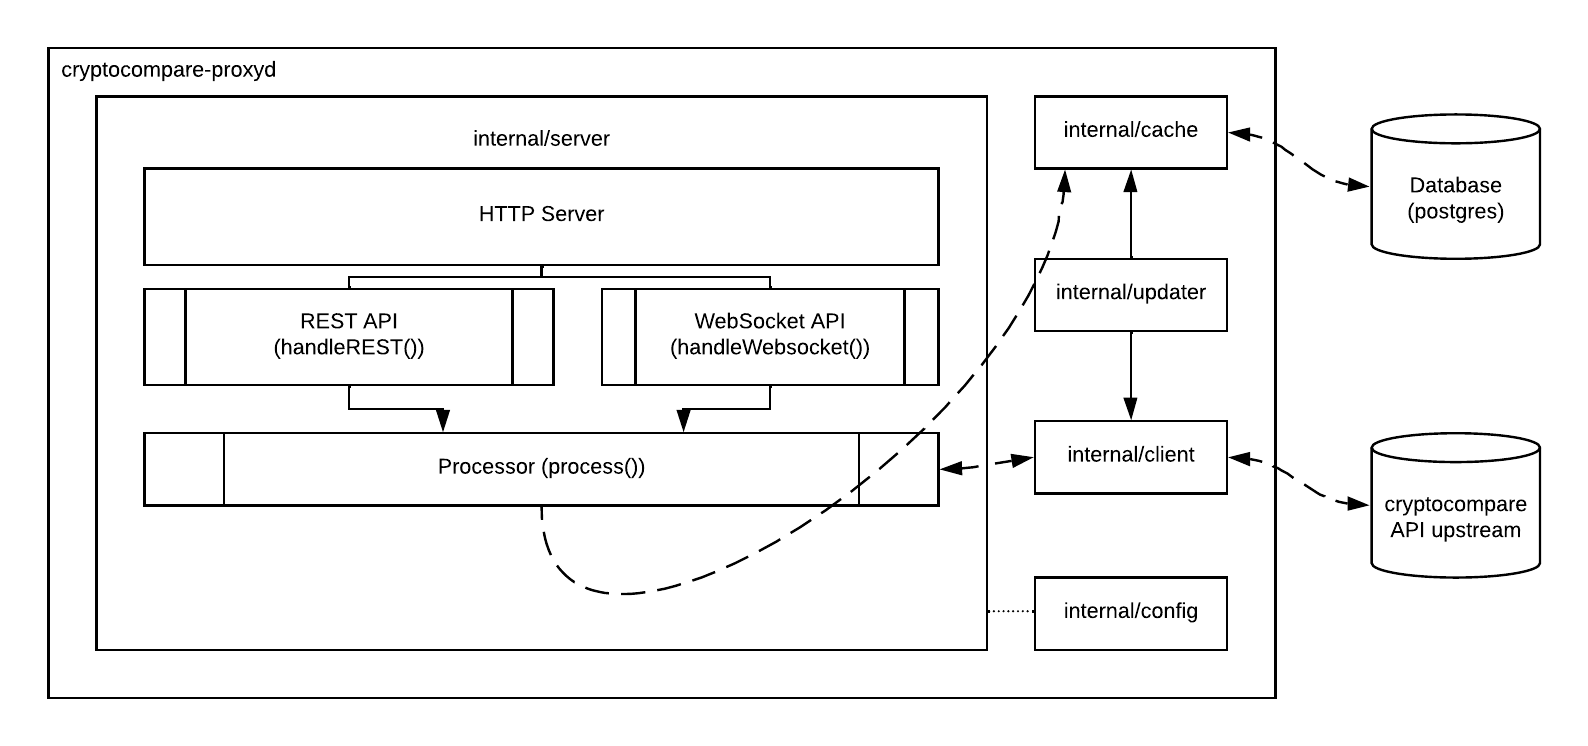 cryptocompare-proxyd
internal/server
HTTP Server
REST API
(handleREST())
WebSocket API
(handleWebsocket())
Processor (process())
internal/cache
internal/updater
internal/client
internal/config
Database
(postgres)
cryptocompare
API upstream